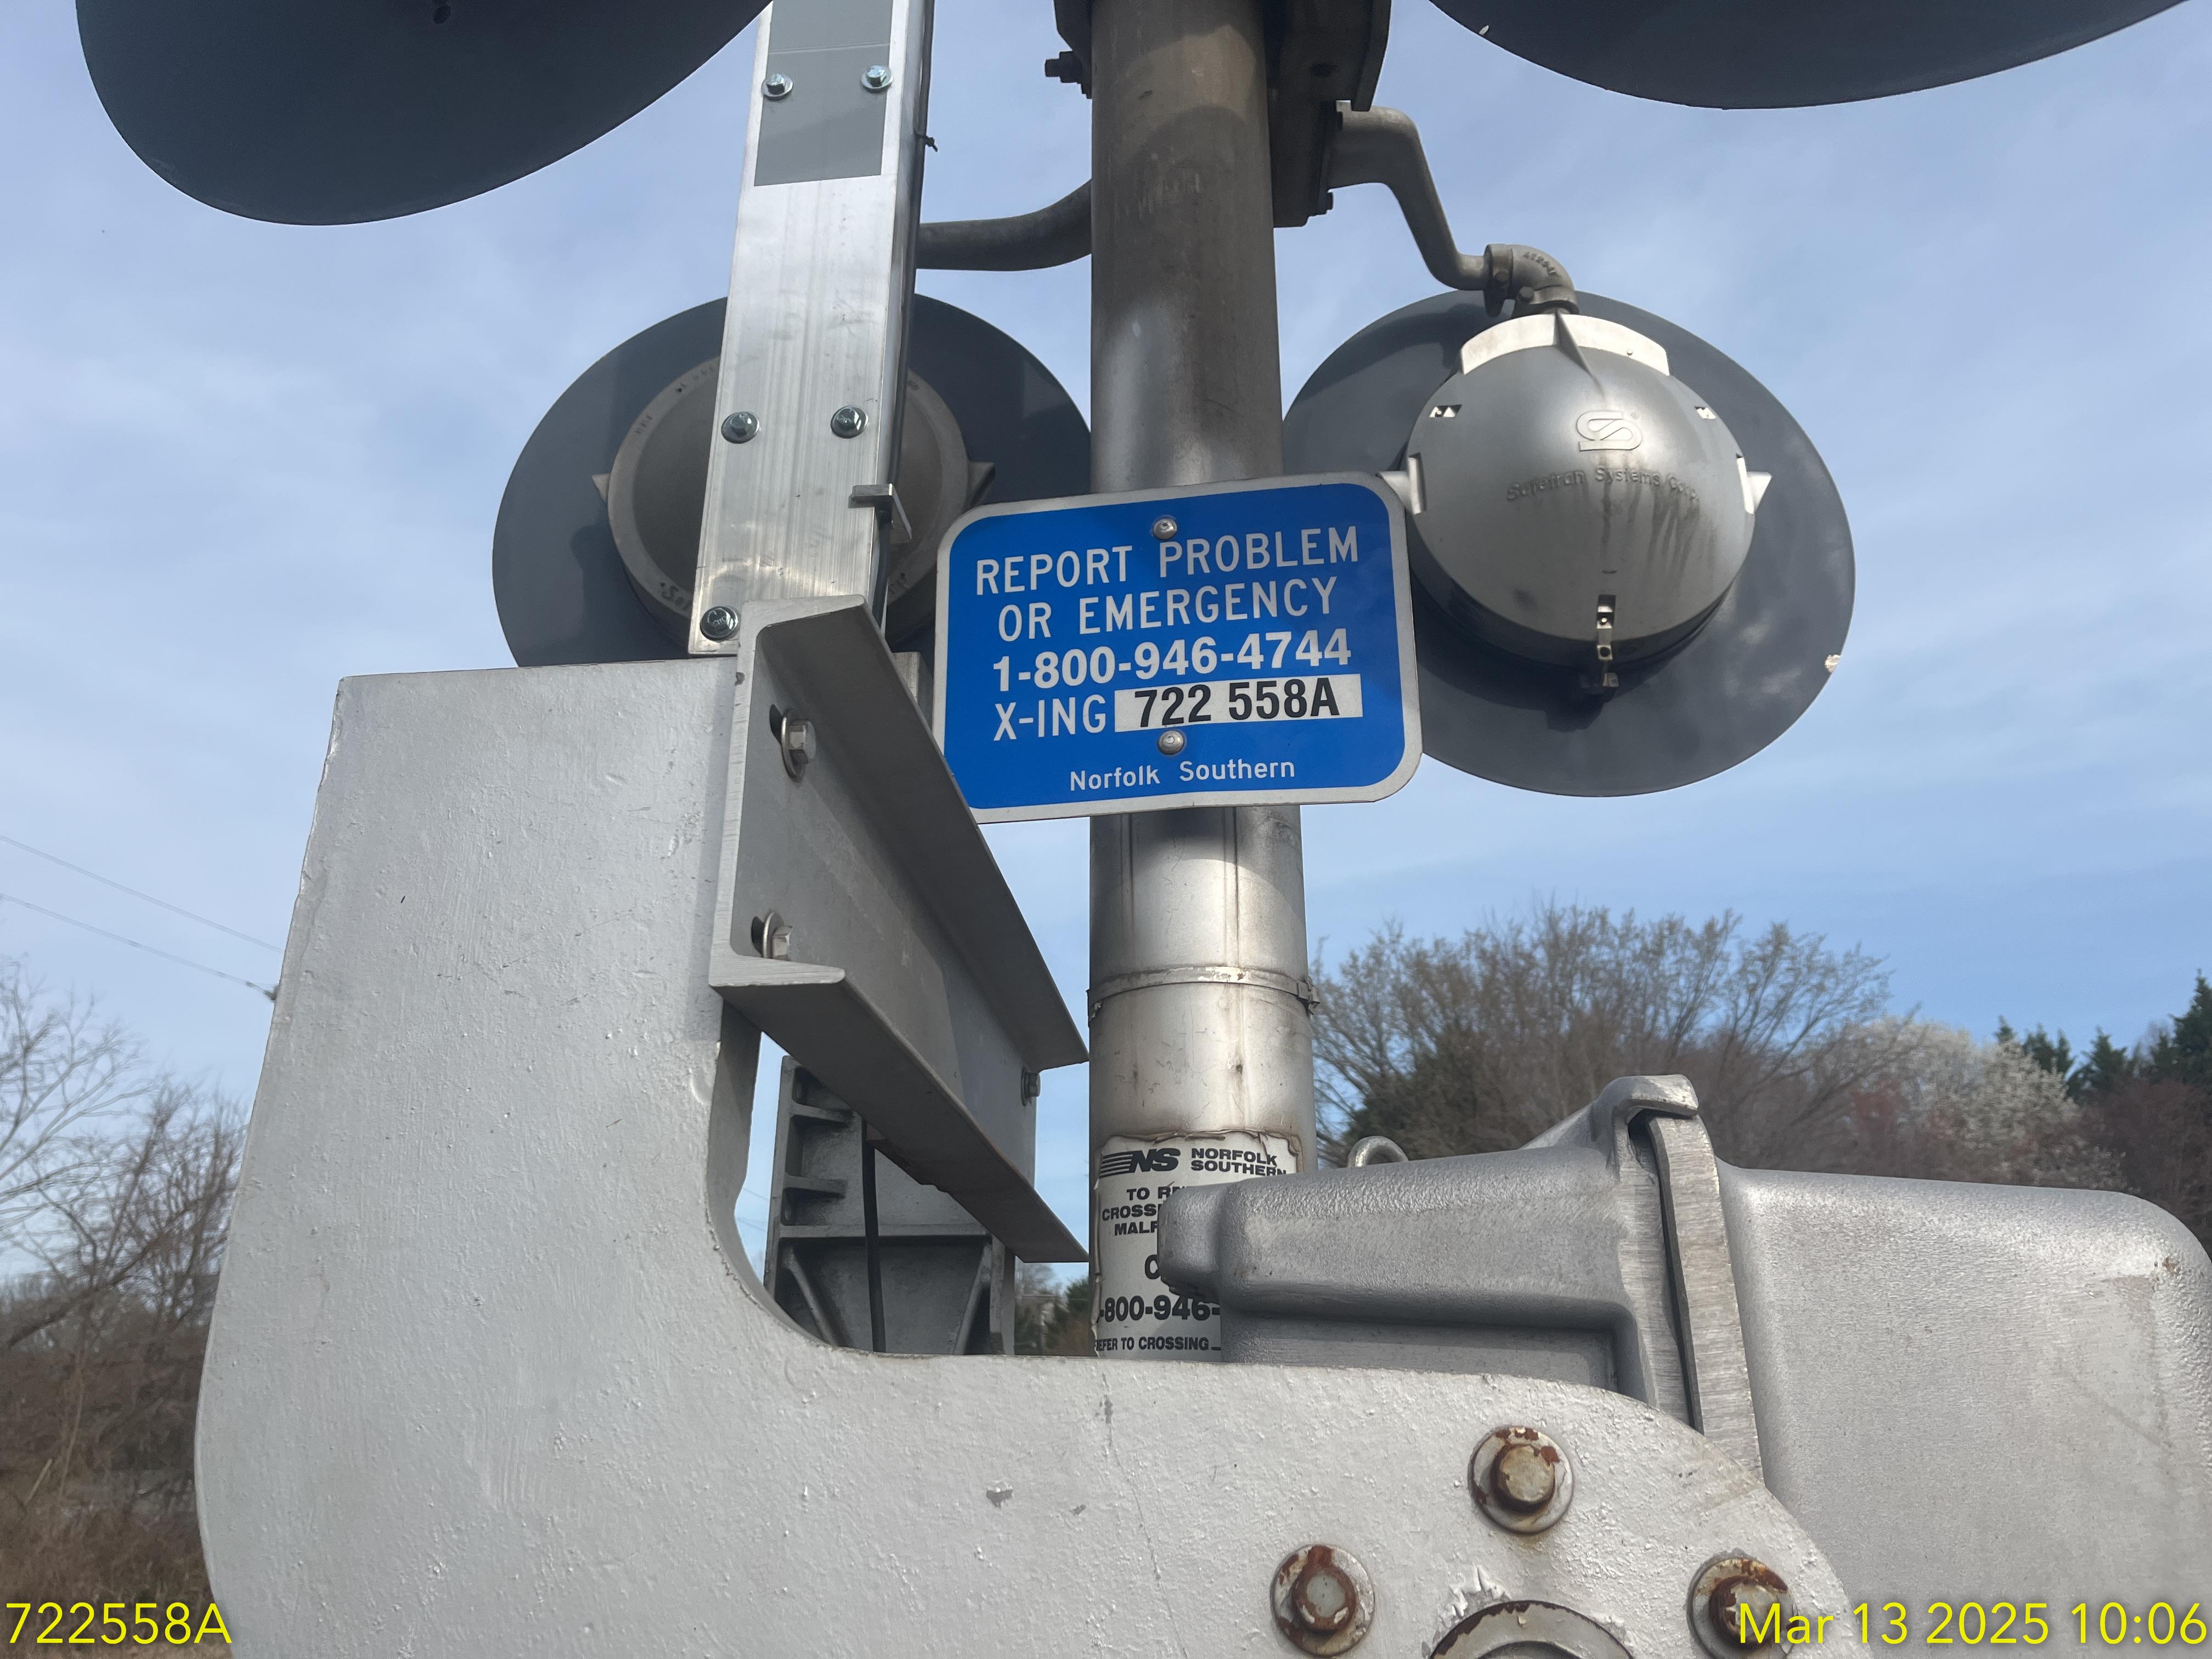 Safetran Systems Corp.
REPORT PROBLEM
OR EMERGENCY
1-800-946-4744
X-ING 722 558A
Norfolk Southern
NS NORFOLK
SOUTHERN
TO
CROSS
MALF
-800-946-
EFER TO CROSSING
722558A
Mar 13 2025 10:06